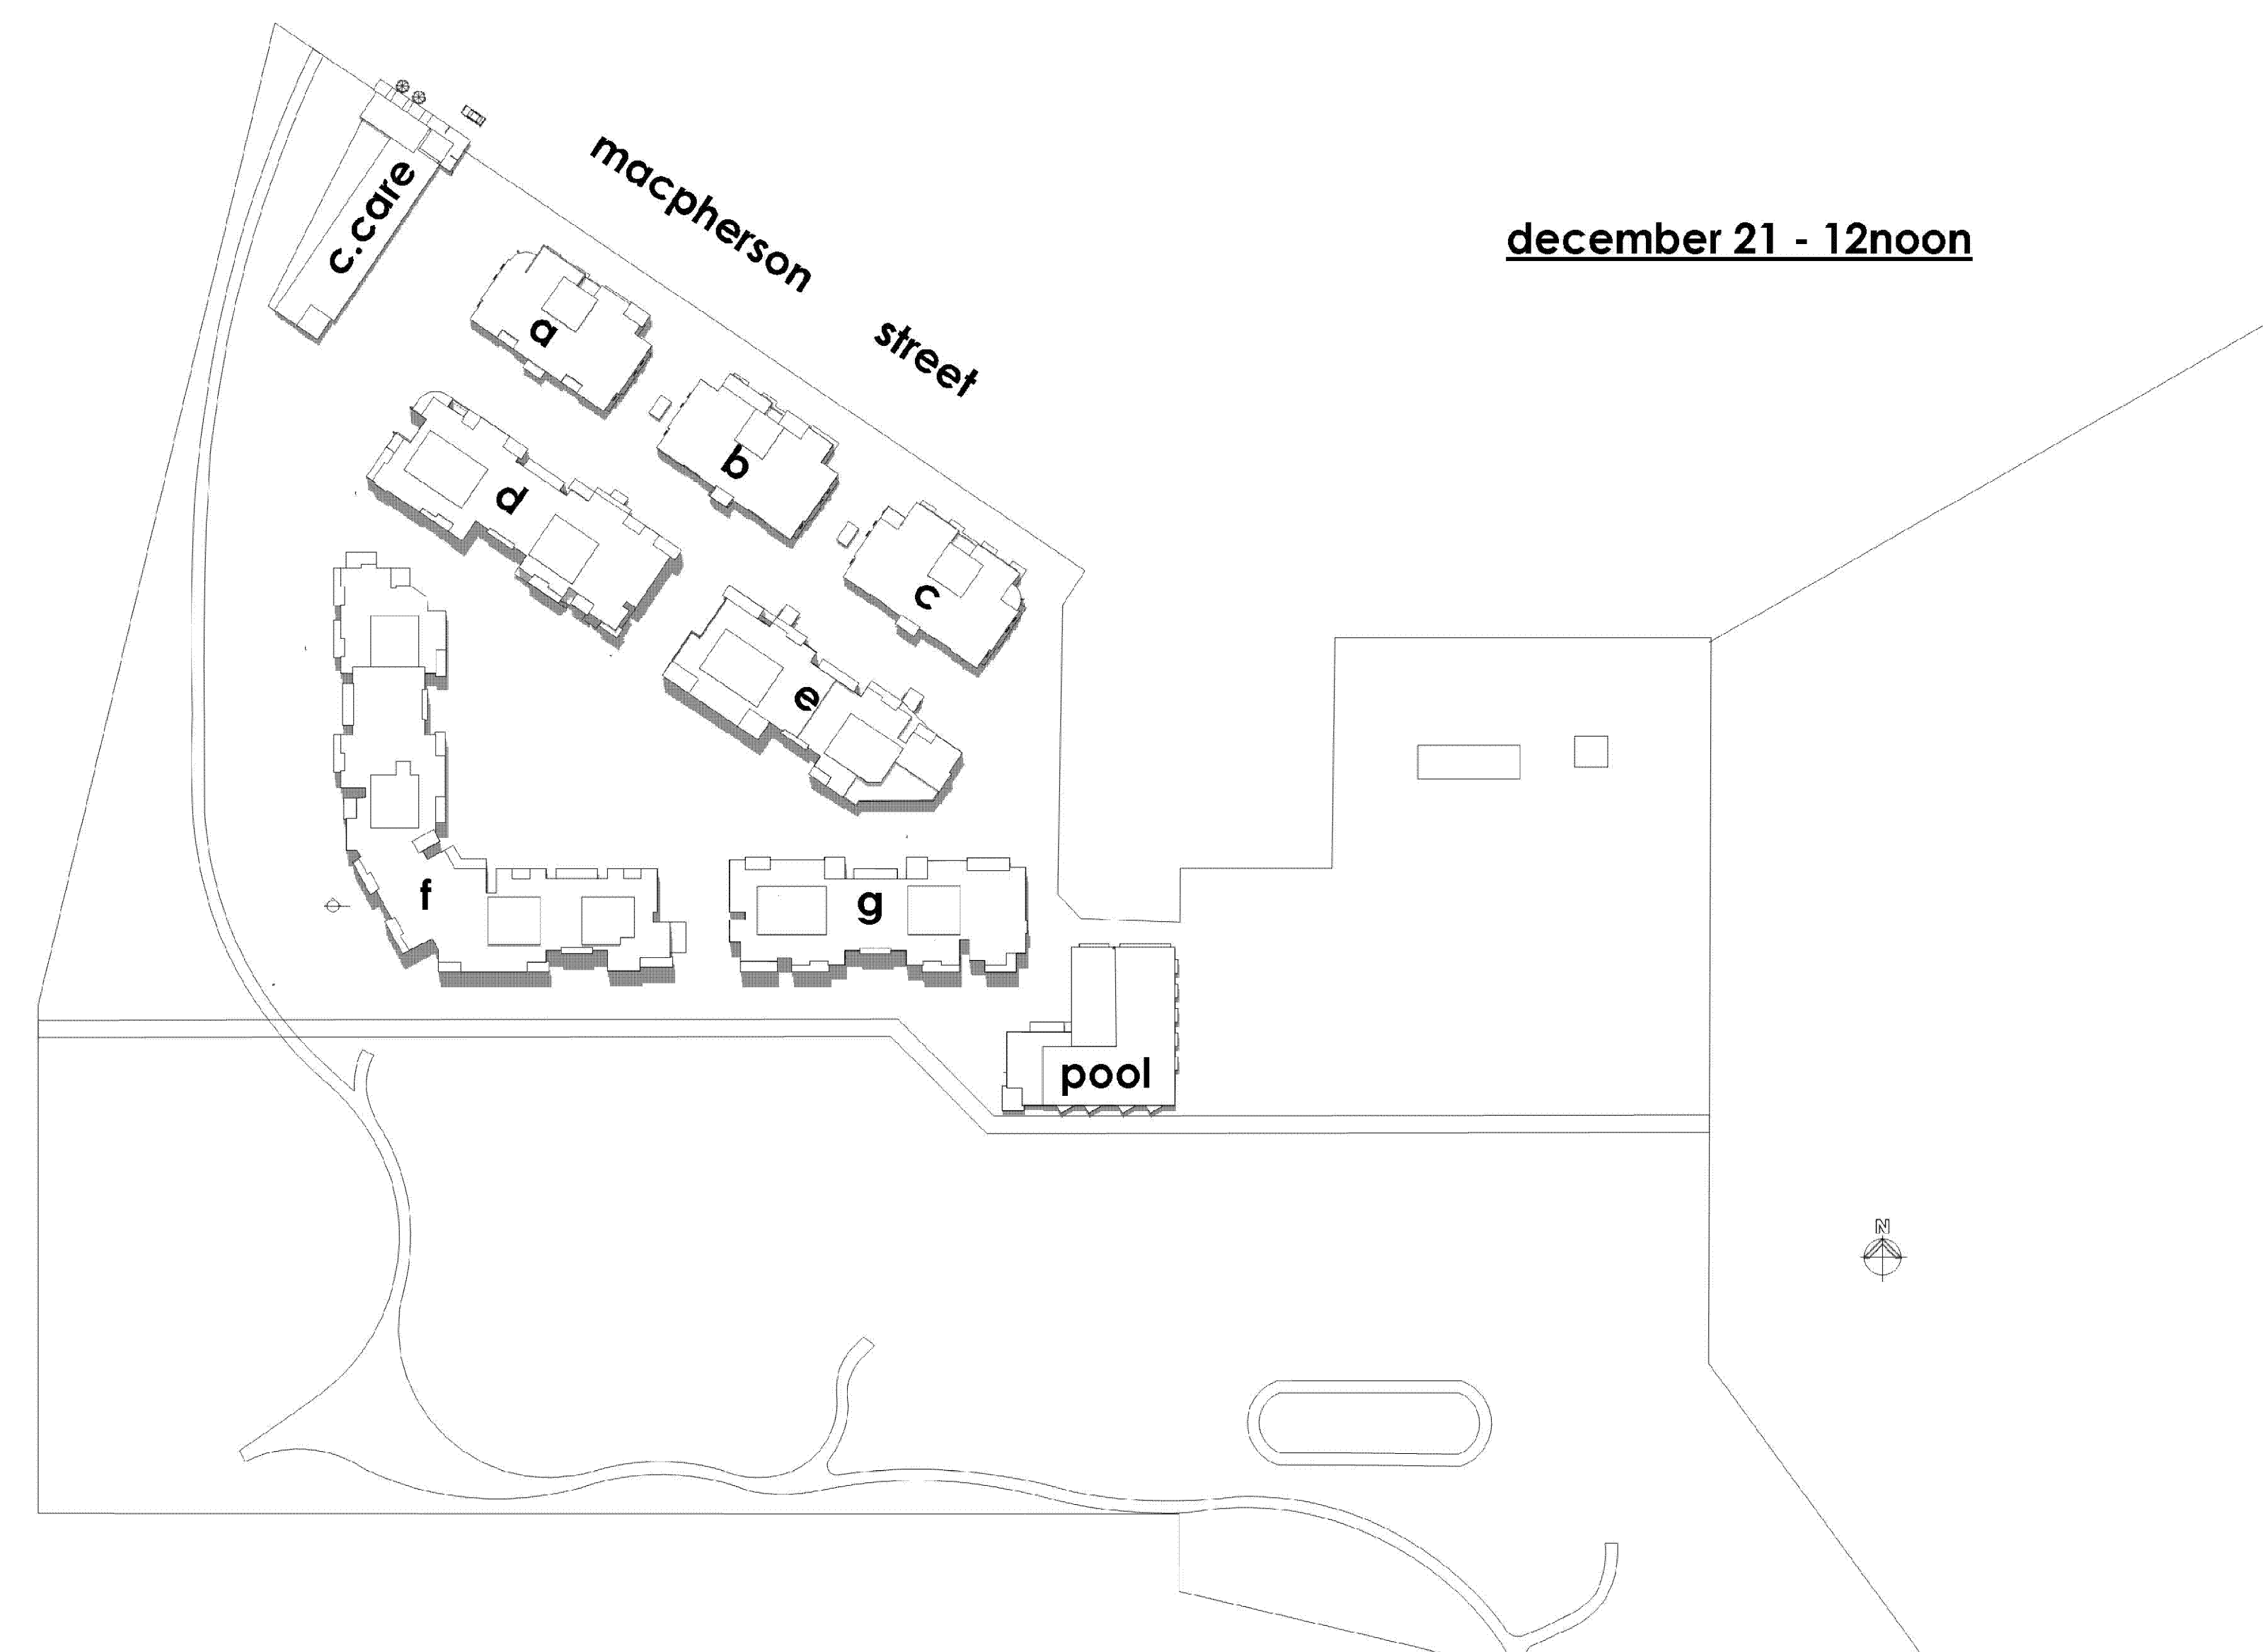 macpherson
street
december 21 - 12noon
c.care
a
b
d
c
e
f
g
pool
N